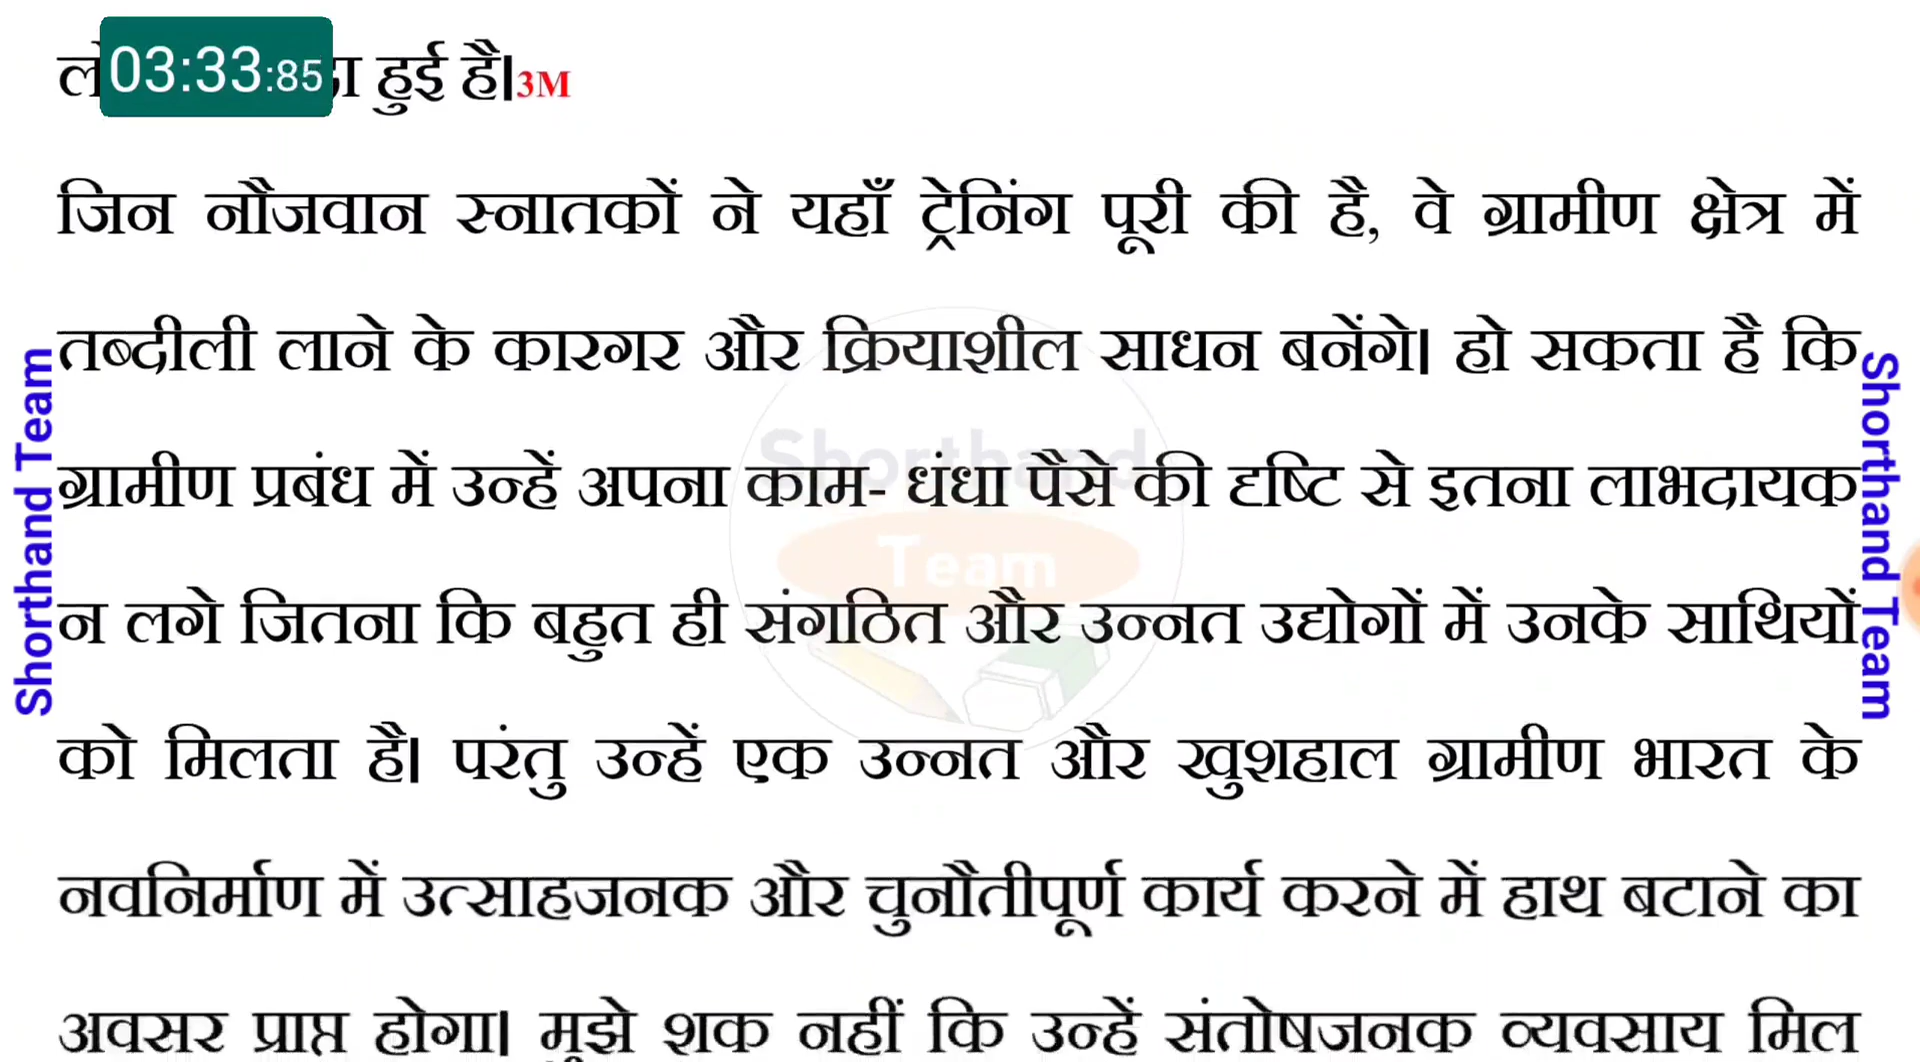 03:33:85
हुई है।3M
जिन नौजवान स्नातकों ने यहाँ ट्रेनिंग पूरी की है, वे ग्रामीण क्षेत्र में
तब्दीली लाने के कारगर और क्रियाशील साधन बनेंगे। हो सकता है कि
ग्रामीण प्रबंध में उन्हें अपना काम- धंधा पैसे की दृष्टि से इतना लाभदायक
न लगे जितना कि बहुत ही संगठित और उन्नत उद्योगों में उनके साथियों
को मिलता है। परंतु उन्हें एक उन्नत और खुशहाल ग्रामीण भारत के
नवनिर्माण में उत्साहजनक और चुनौतीपूर्ण कार्य करने में हाथ बटाने का
अवसर प्राप्त होगा। मुझे शक नहीं कि उन्हें संतोषजनक व्यवसाय मिल
Shorthand Team
Shorthand Team
Shorthand
Team